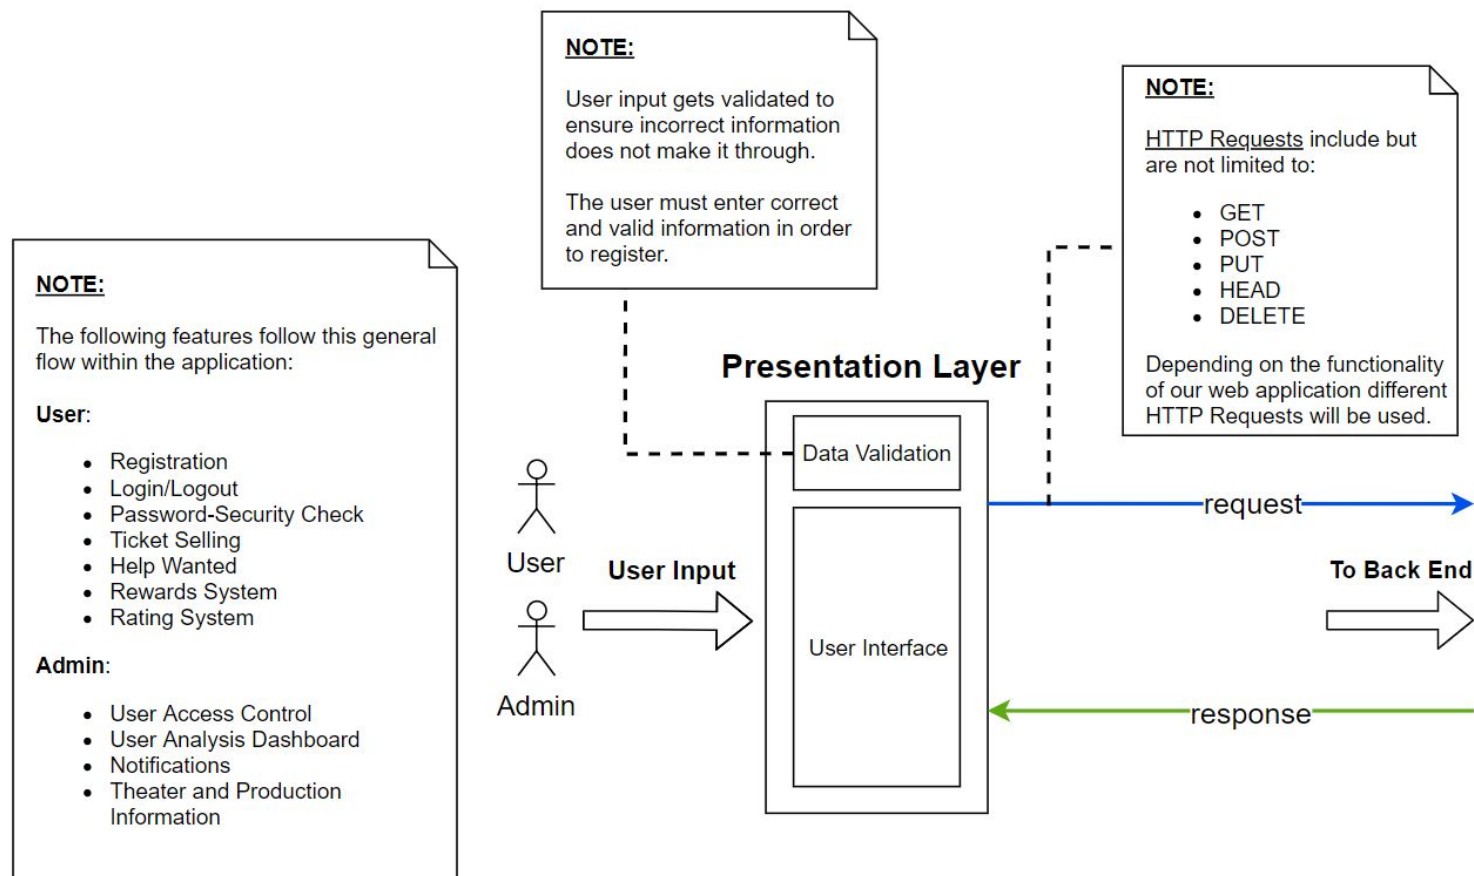 NOTE:
The following features follow this general
flow within the application:
User:
Registration
Login/Logout
Password-Security Check
Ticket Selling
Help Wanted
Rewards System
Rating System
Admin:
User Access Control
User Analysis Dashboard
Notifications
Theater and Production
Information
NOTE:
User input gets validated to
ensure incorrect information
does not make it through.
The user must enter correct
and valid information in order
to register.
User
Admin
User Input
Presentation Layer
Data Validation
User Interface
NOTE:
HTTP Requests include but
are not limited to:
GET
POST
PUT
HEAD
DELETE
Depending on the functionality
of our web application different
HTTP Requests will be used.
request
To Back End
response